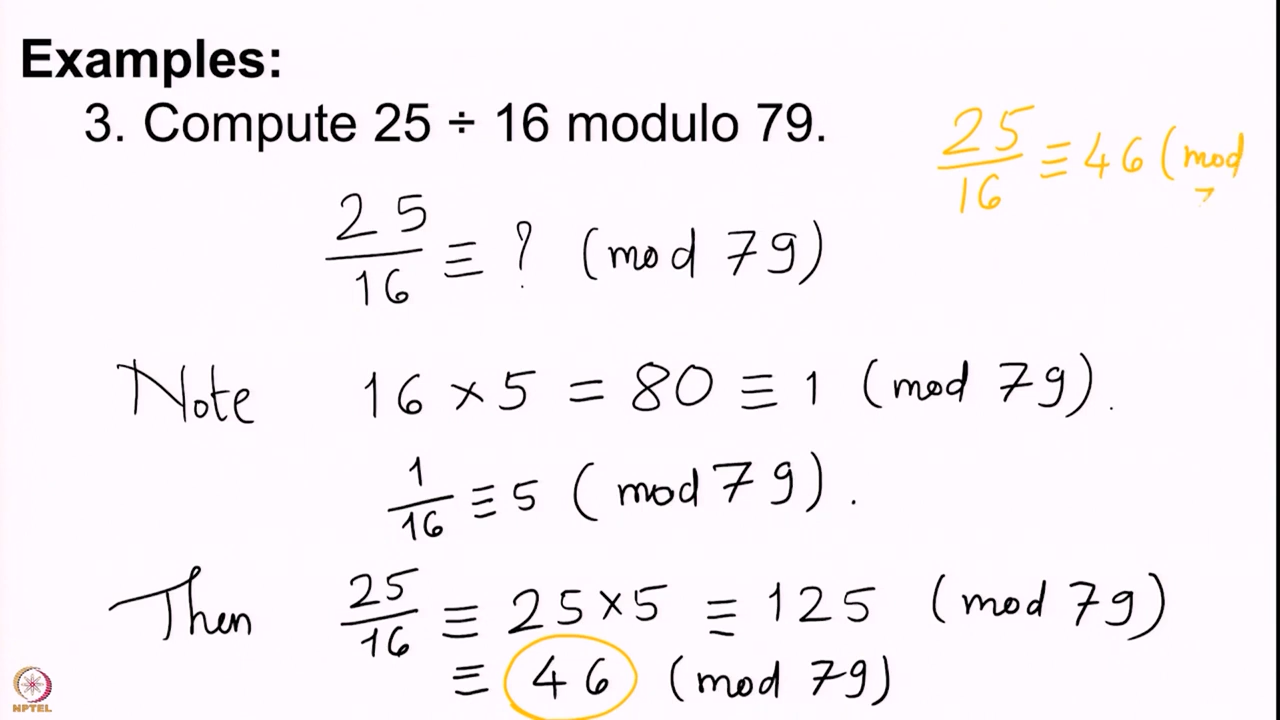 Examples:
3. Compute 25 ÷ 16 modulo 79.
25/16 ≡ 46 (mod 7
25/16 ≡ ? (mod 79)
Note 16 × 5 = 80 ≡ 1 (mod 79).
1/16 ≡ 5 (mod 79).
Then 25/16 ≡ 25×5 ≡ 125 (mod 79)
≡ 46 (mod 79)
NPTEL